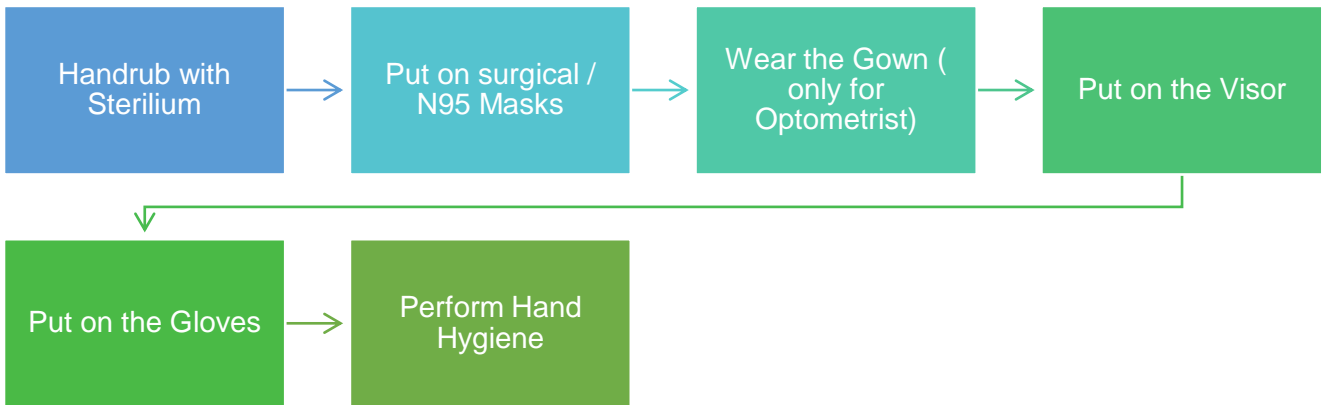 Handrub with
Sterilium
Put on surgical /
N95 Masks
Wear the Gown (
only for
Optometrist)
Put on the Visor
Put on the Gloves
Perform Hand
Hygiene